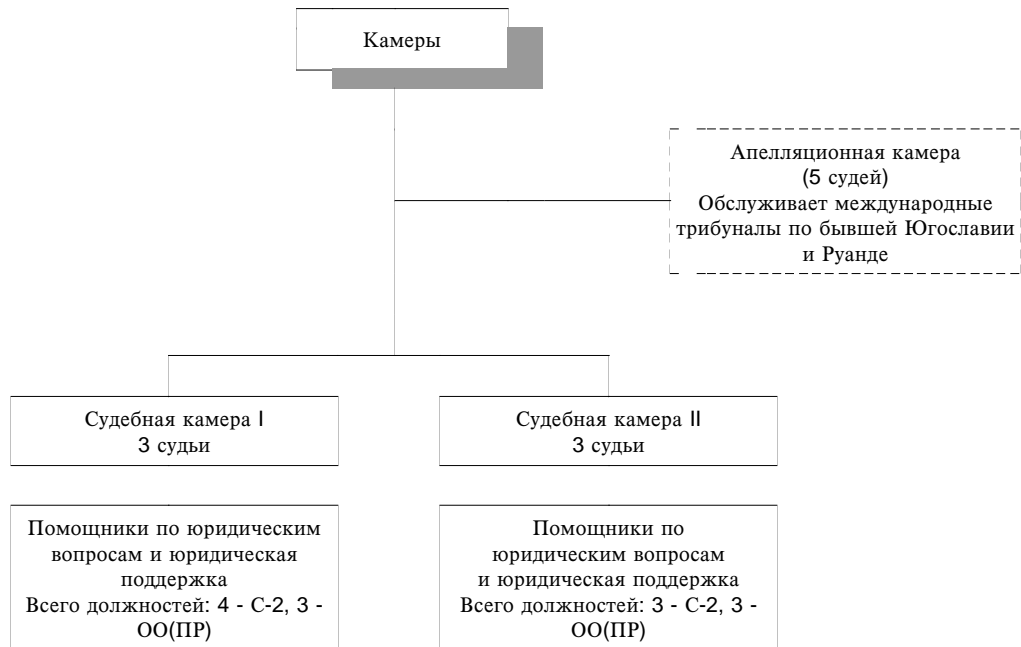 Камеры
Апелляционная камера
(5 судей)
Обслуживает международные
трибуналы по бывшей Югославии
и Руанде
Судебная камера I
3 судьи
Судебная камера II
3 судьи
Помощники по юридическим
вопросам и юридическая
поддержка
Всего должностей: 4 - С-2, 3 -
ОО(ПР)
Помощники по
юридическим вопросам
и юридическая поддержка
Всего должностей: 3 - С-2, 3 -
ОО(ПР)